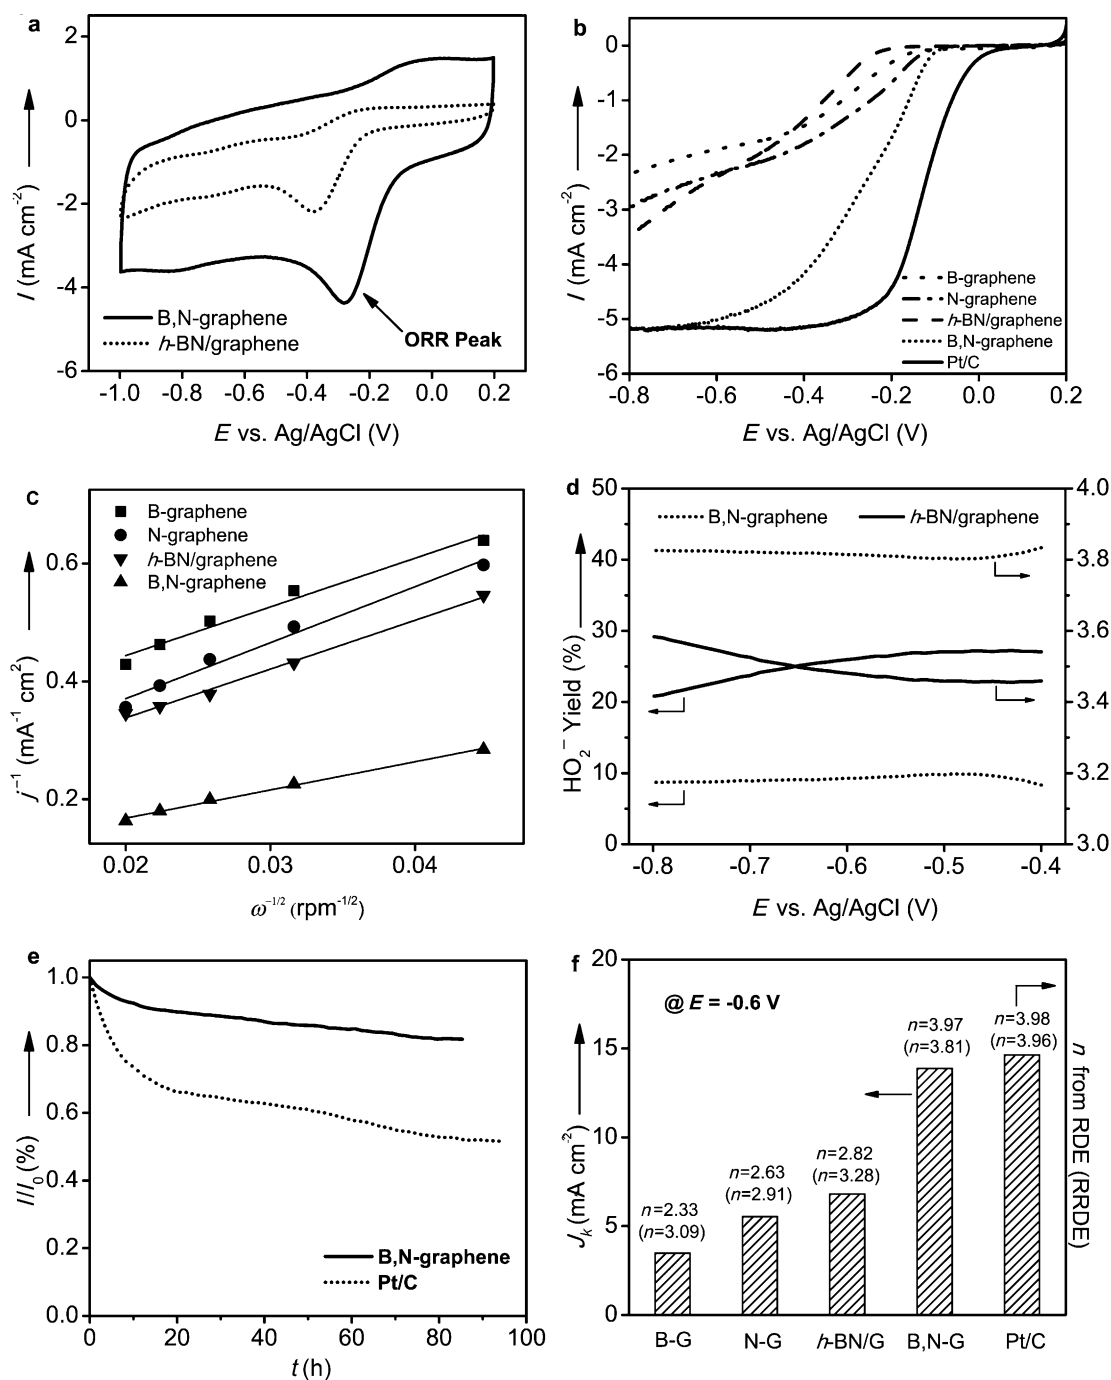 a
2
0
-2
-4
-6
-1.0 -0.8 -0.6 -0.4 -0.2 0.0 0.2
I (mA cm-2)
E vs. Ag/AgCl (V)
B,N-graphene
h-BN/graphene
ORR Peak
b
0
-1
-2
-3
-4
-5
-6
-0.8 -0.6 -0.4 -0.2 0.0 0.2
I (mA cm-2)
E vs. Ag/AgCl (V)
B-graphene
N-graphene
h-BN/graphene
B,N-graphene
Pt/C
c
B-graphene
N-graphene
h-BN/graphene
B,N-graphene
0.6
0.4
0.2
0.02 0.03 0.04
j-1 (mA-1 cm2)
ω-1/2 (rpm-1/2)
d
50
40
30
20
10
0
4.0
3.8
3.6
3.4
3.2
3.0
B,N-graphene h-BN/graphene
-0.8 -0.7 -0.6 -0.5 -0.4
HO2− Yield (%)
E vs. Ag/AgCl (V)
e
1.0
0.8
0.6
0.4
0.2
0.0
0 20 40 60 80 100
I/I0 (%)
t (h)
B,N-graphene
Pt/C
f
20
15
10
5
0
@ E = -0.6 V
n=2.33
(n=3.09)
n=2.63
(n=2.91)
n=2.82
(n=3.28)
n=3.97
(n=3.81)
n=3.98
(n=3.96)
B-G N-G h-BN/G B,N-G Pt/C
Jk (mA cm-2)
n from RDE (RRDE)